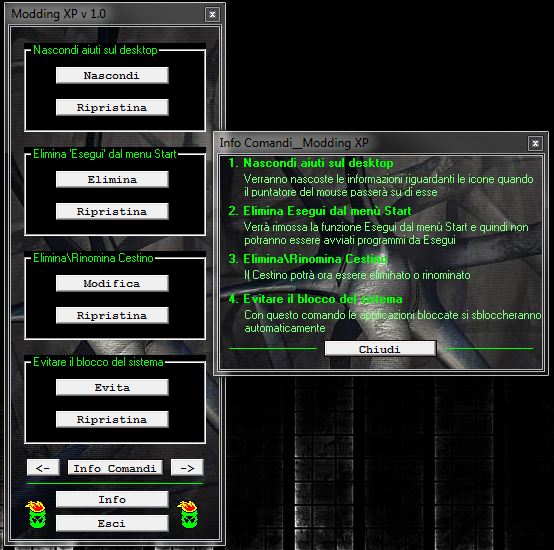 Modding XP v 1.0
Nascondi aiuti sul desktop
Nascondi
Ripristina
Elimina 'Esegui' dal menu Start
Elimina
Ripristina
Elimina\Rinomina Cestino
Modifica
Ripristina
Evitare il blocco del sistema
Evita
Ripristina
<- Info Comandi ->
Info
Esci
Info Comandi_Modding XP
1. Nascondi aiuti sul desktop
Verranno nascoste le informazioni riguardanti le icone quando
il puntatore del mouse passerà su di esse
2. Elimina Esegui dal menù Start
Verà rimossa la funzione Esegui dal menù Start e quindi non
potranno essere avviati programmi da Esegui
3. Elimina\Rinomina Cestino
Il Cestino potrà ora essere eliminato o rinominato
4. Evitare il blocco del sistema
Con questo comando le applicazioni bloccate si sbloccheranno
automaticamente
Chiudi